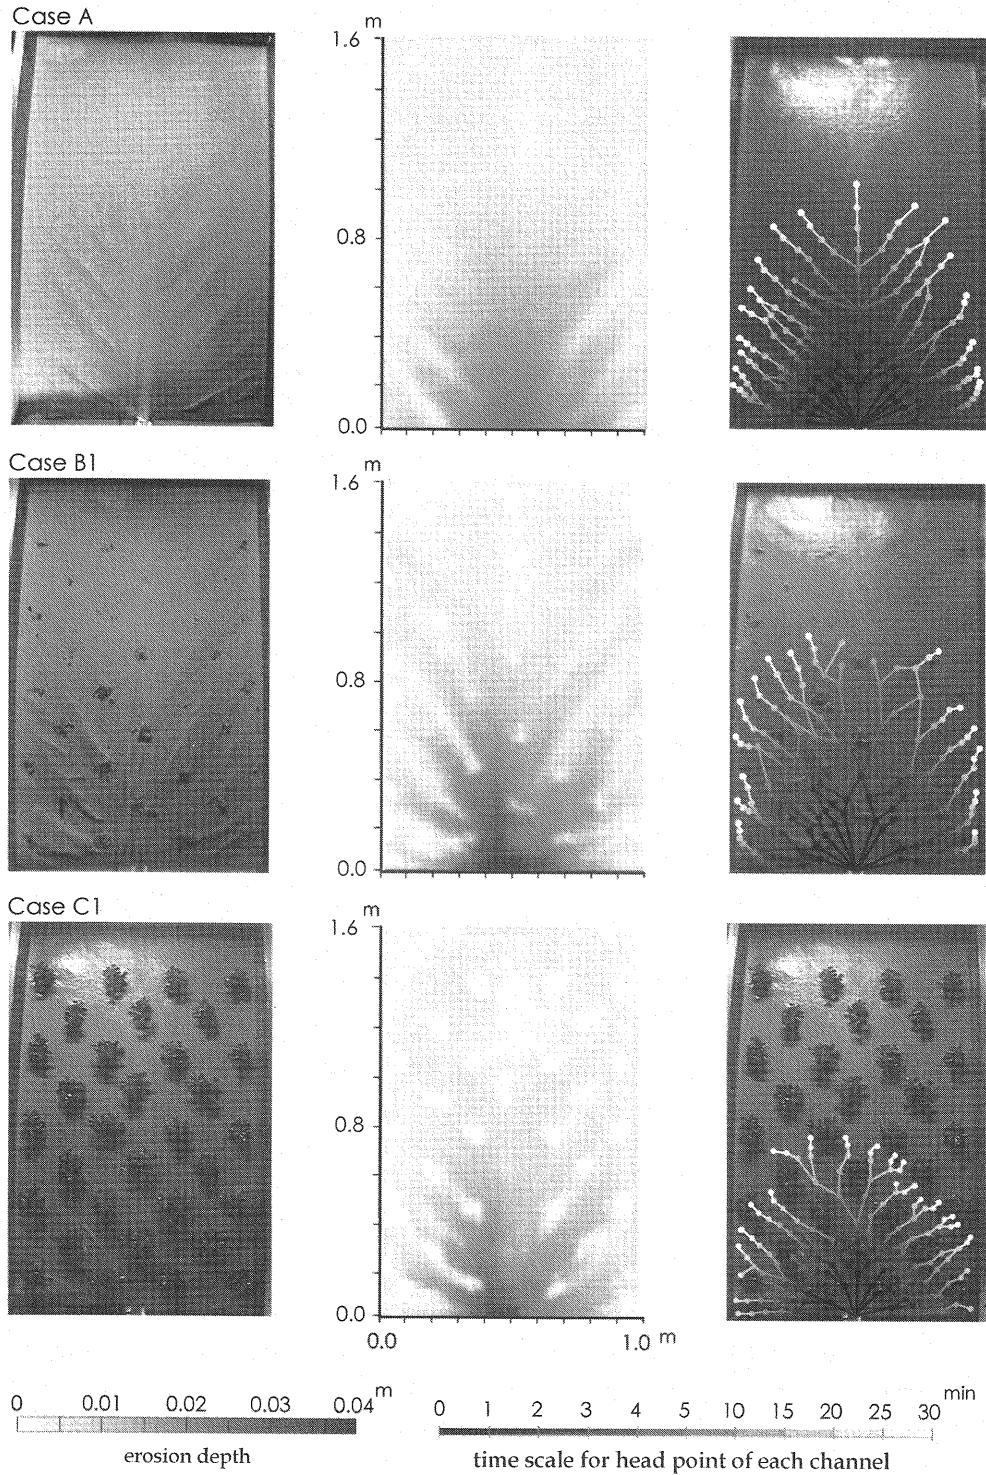 Case A
m
1.6
0.8
0.0
Case B1
m
1.6
0.8
0.0
Case C1
m
1.6
0.8
0.0
0.0 1.0 m
0 0.01 0.02 0.03 0.04 m
erosion depth
min
0 1 2 3 4 5 10 15 20 25 30
time scale for head point of each channel